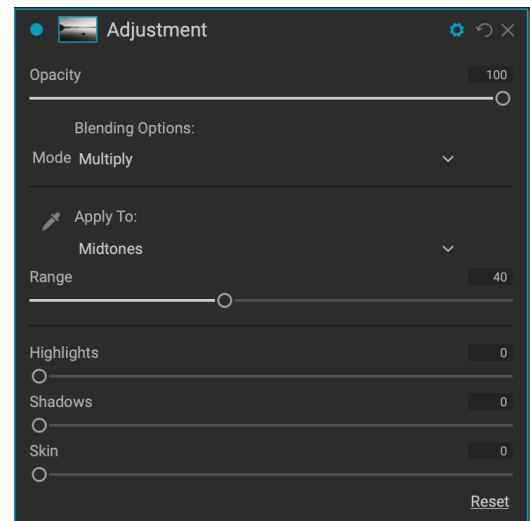 Adjustment
Opacity 100
Blending Options:
Mode Multiply
Apply To:
Midtones
Range 40
Highlights 0
Shadows 0
Skin 0
Reset